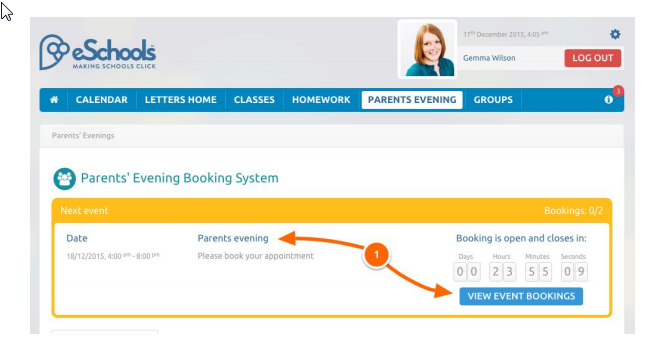 17th December 2015, 4:05 pm
eSchools
MAKING SCHOOLS CLICK
Gemma Wilson
LOG OUT
CALENDAR LETTERS HOME CLASSES HOMEWORK PARENTS EVENING GROUPS 3
Parents' Evenings
Parents' Evening Booking System
Next event Bookings: 0/2
Date Parents evening Booking is open and closes in:
18/12/2015, 4:00 pm - 8:00 pm Please book your appointment
1
Days Hours Minutes Seconds
0 0 2 3 5 5 0 9
VIEW EVENT BOOKINGS